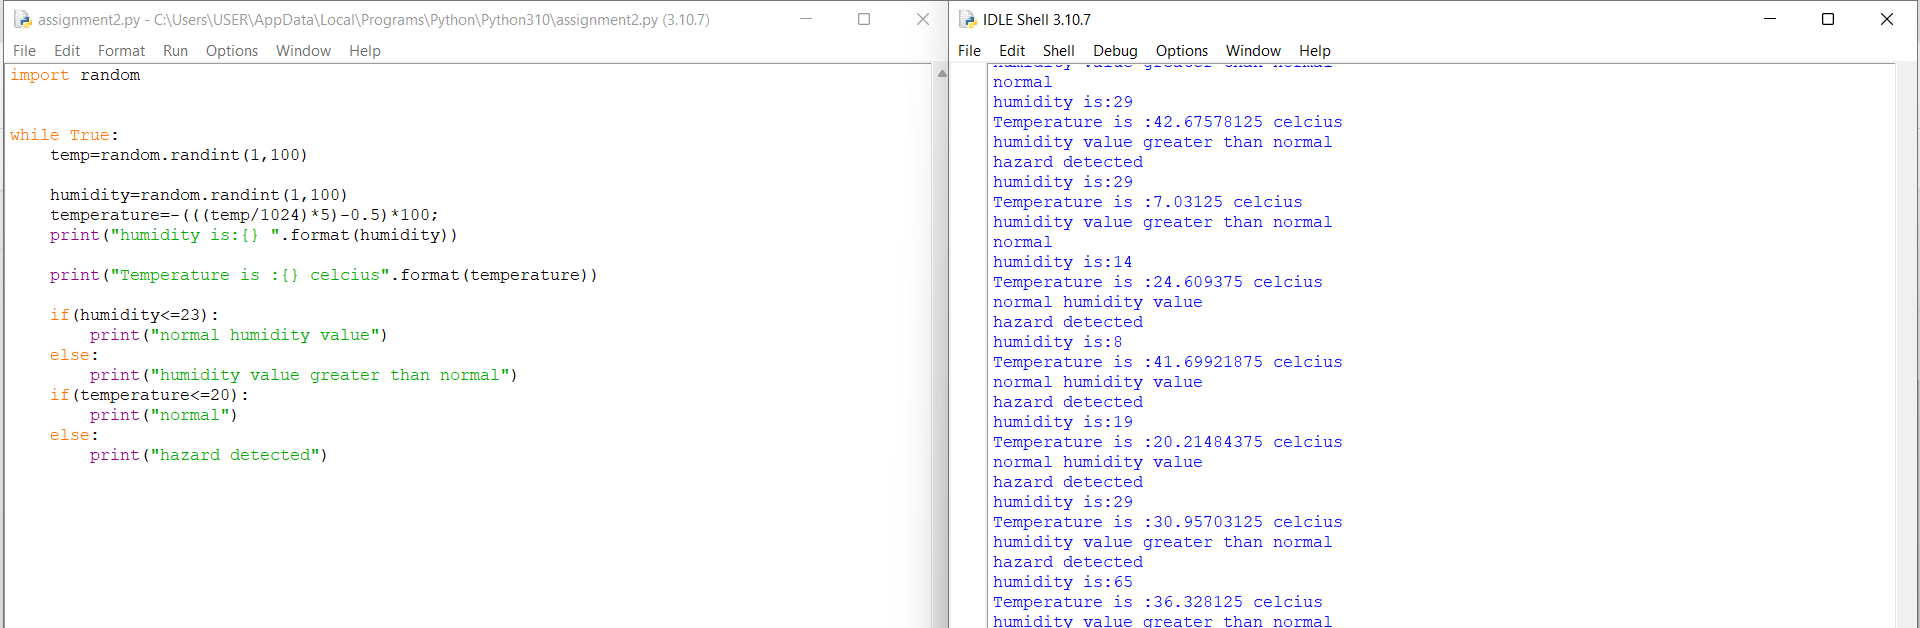 assignment2.py - C:\Users\USER\AppData\Local\Programs\Python\Python310\assignment2.py (3.10.7)
File Edit Format Run Options Window Help
import random
while True:
    temp=random.randint(1,100)
    humidity=random.randint(1,100)
    temperature=-(((temp/1024)*5)-0.5)*100;
    print("humidity is:{} ".format(humidity))
    print("Temperature is :{} celcius".format(temperature))
    if(humidity<=23):
        print("normal humidity value")
    else:
        print("humidity value greater than normal")
    if(temperature<=20):
        print("normal")
    else:
        print("hazard detected")
IDLE Shell 3.10.7
File Edit Shell Debug Options Window Help
humidity value greater than normal
normal
humidity is:29
Temperature is :42.67578125 celcius
humidity value greater than normal
hazard detected
humidity is:29
Temperature is :7.03125 celcius
humidity value greater than normal
normal
humidity is:14
Temperature is :24.609375 celcius
normal humidity value
hazard detected
humidity is:8
Temperature is :41.69921875 celcius
normal humidity value
hazard detected
humidity is:19
Temperature is :20.21484375 celcius
normal humidity value
hazard detected
humidity is:29
Temperature is :30.95703125 celcius
humidity value greater than normal
hazard detected
humidity is:65
Temperature is :36.328125 celcius
humidity value greater than normal